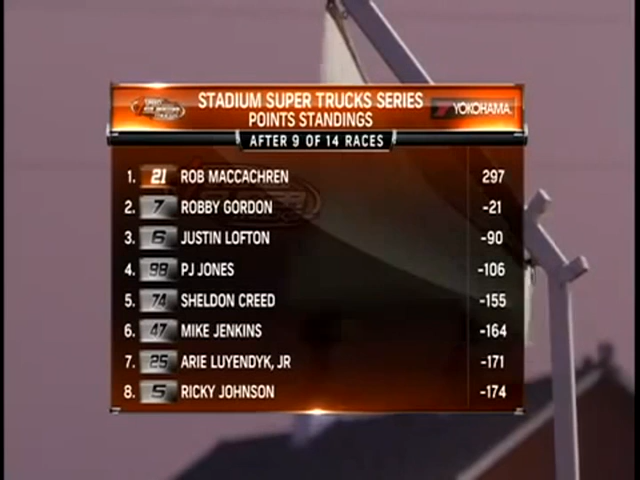 STADIUM SUPER TRUCKS SERIES
POINTS STANDINGS
YOKOHAMA
AFTER 9 OF 14 RACES
1. 21 ROB MACCACHREN 297
2. 7 ROBBY GORDON -21
3. 6 JUSTIN LOFTON -90
4. 98 PJ JONES -106
5. 74 SHELDON CREED -155
6. 47 MIKE JENKINS -164
7. 25 ARIE LUYENDYK, JR -171
8. 5 RICKY JOHNSON -174